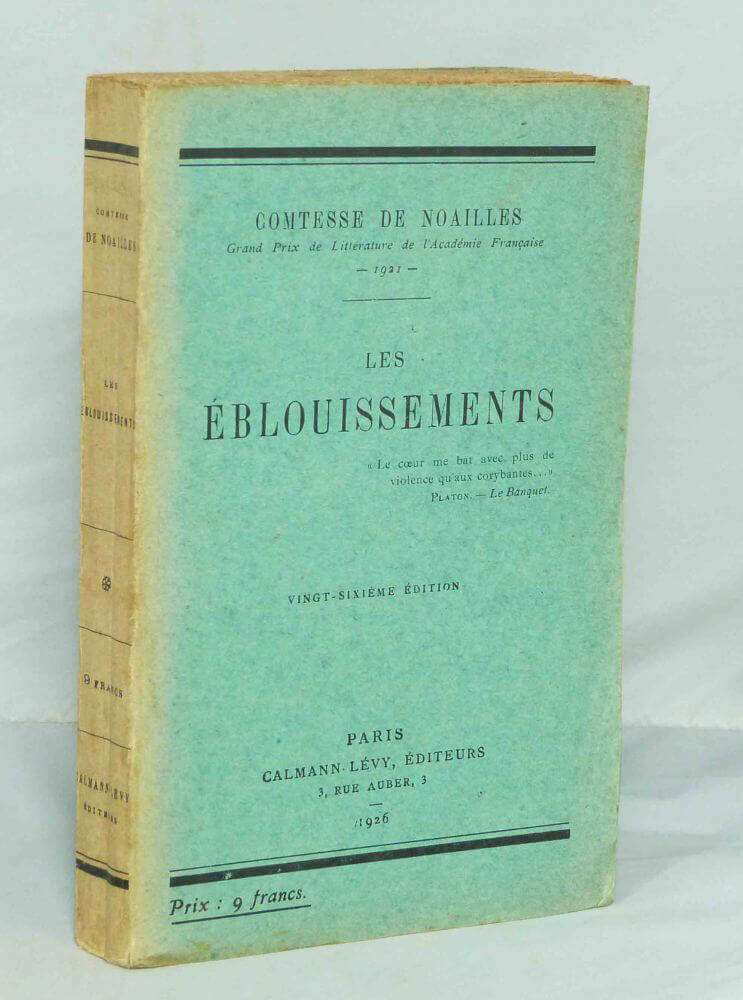 COMTESSE
DE NOAILLES
LES
ÉBLOUISSEMENTS
9 FRANCS
CALMANN-LÉVY
ÉDITEURS
COMTESSE DE NOAILLES
Grand Prix de Littérature de l'Académie Française
— 1921 —
LES
ÉBLOUISSEMENTS
« Le cœur me bat avec plus de
violence qu'aux corybantes... »
PLATON. — Le Banquet.
VINGT-SIXIÈME ÉDITION
PARIS
CALMANN-LÉVY, ÉDITEURS
3, RUE AUBER, 3
1926
Prix : 9 francs.